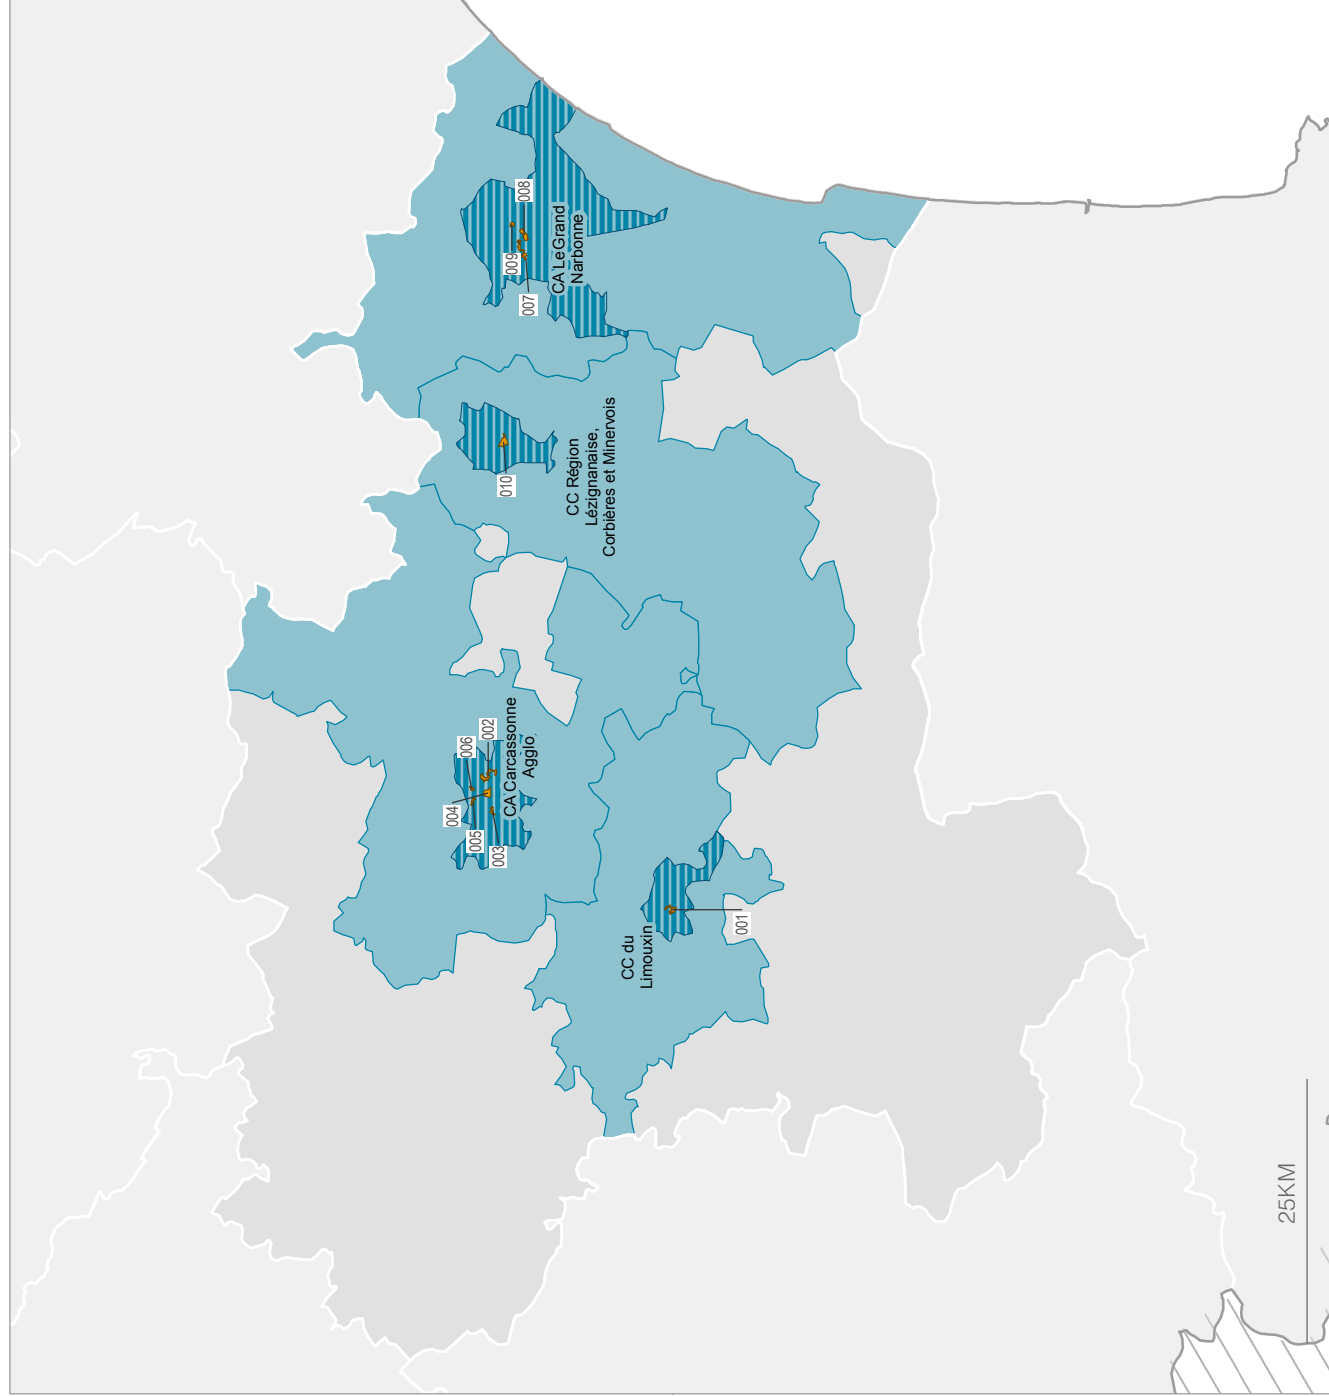 006
002
004
CA Carcassonne
Agglo
005
003
CC du
Limouxin
001
010
CC Région
Lézignanaise,
Corbières et Minervois
008
009
007
CA Le Grand
Narbonne
25KM